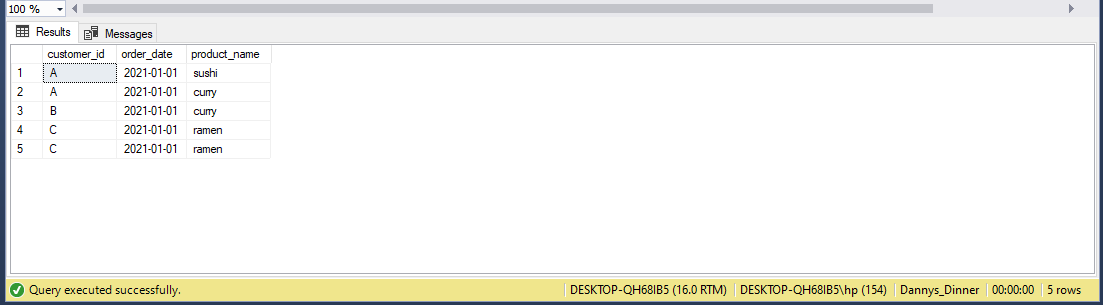 100 %
Results Messages
customer_id order_date product_name
1 A 2021-01-01 sushi
2 A 2021-01-01 curry
3 B 2021-01-01 curry
4 C 2021-01-01 ramen
5 C 2021-01-01 ramen
Query executed successfully. DESKTOP-QH68IB5 (16.0 RTM) DESKTOP-QH68IB5\hp (154) Dannys_Dinner 00:00:00 5 rows